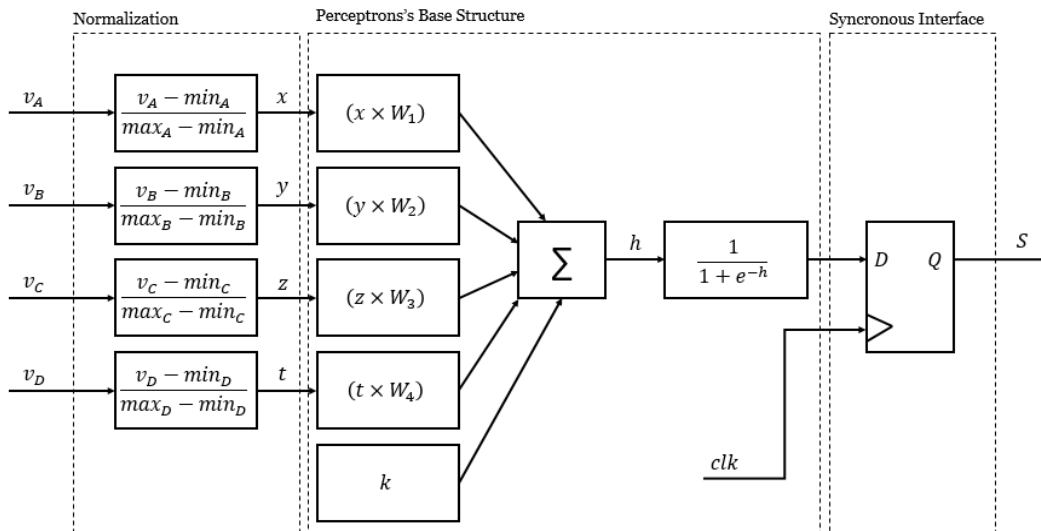 Normalization
Perceptrons's Base Structure
Syncronous Interface
v_A
v_A − min_A
max_A − min_A
x
(x × W_1)
v_B
v_B − min_B
max_B − min_B
y
(y × W_2)
v_C
v_C − min_C
max_C − min_C
z
(z × W_3)
v_D
v_D − min_D
max_D − min_D
t
(t × W_4)
k
∑
h
1
1 + e^{−h}
D
Q
S
clk